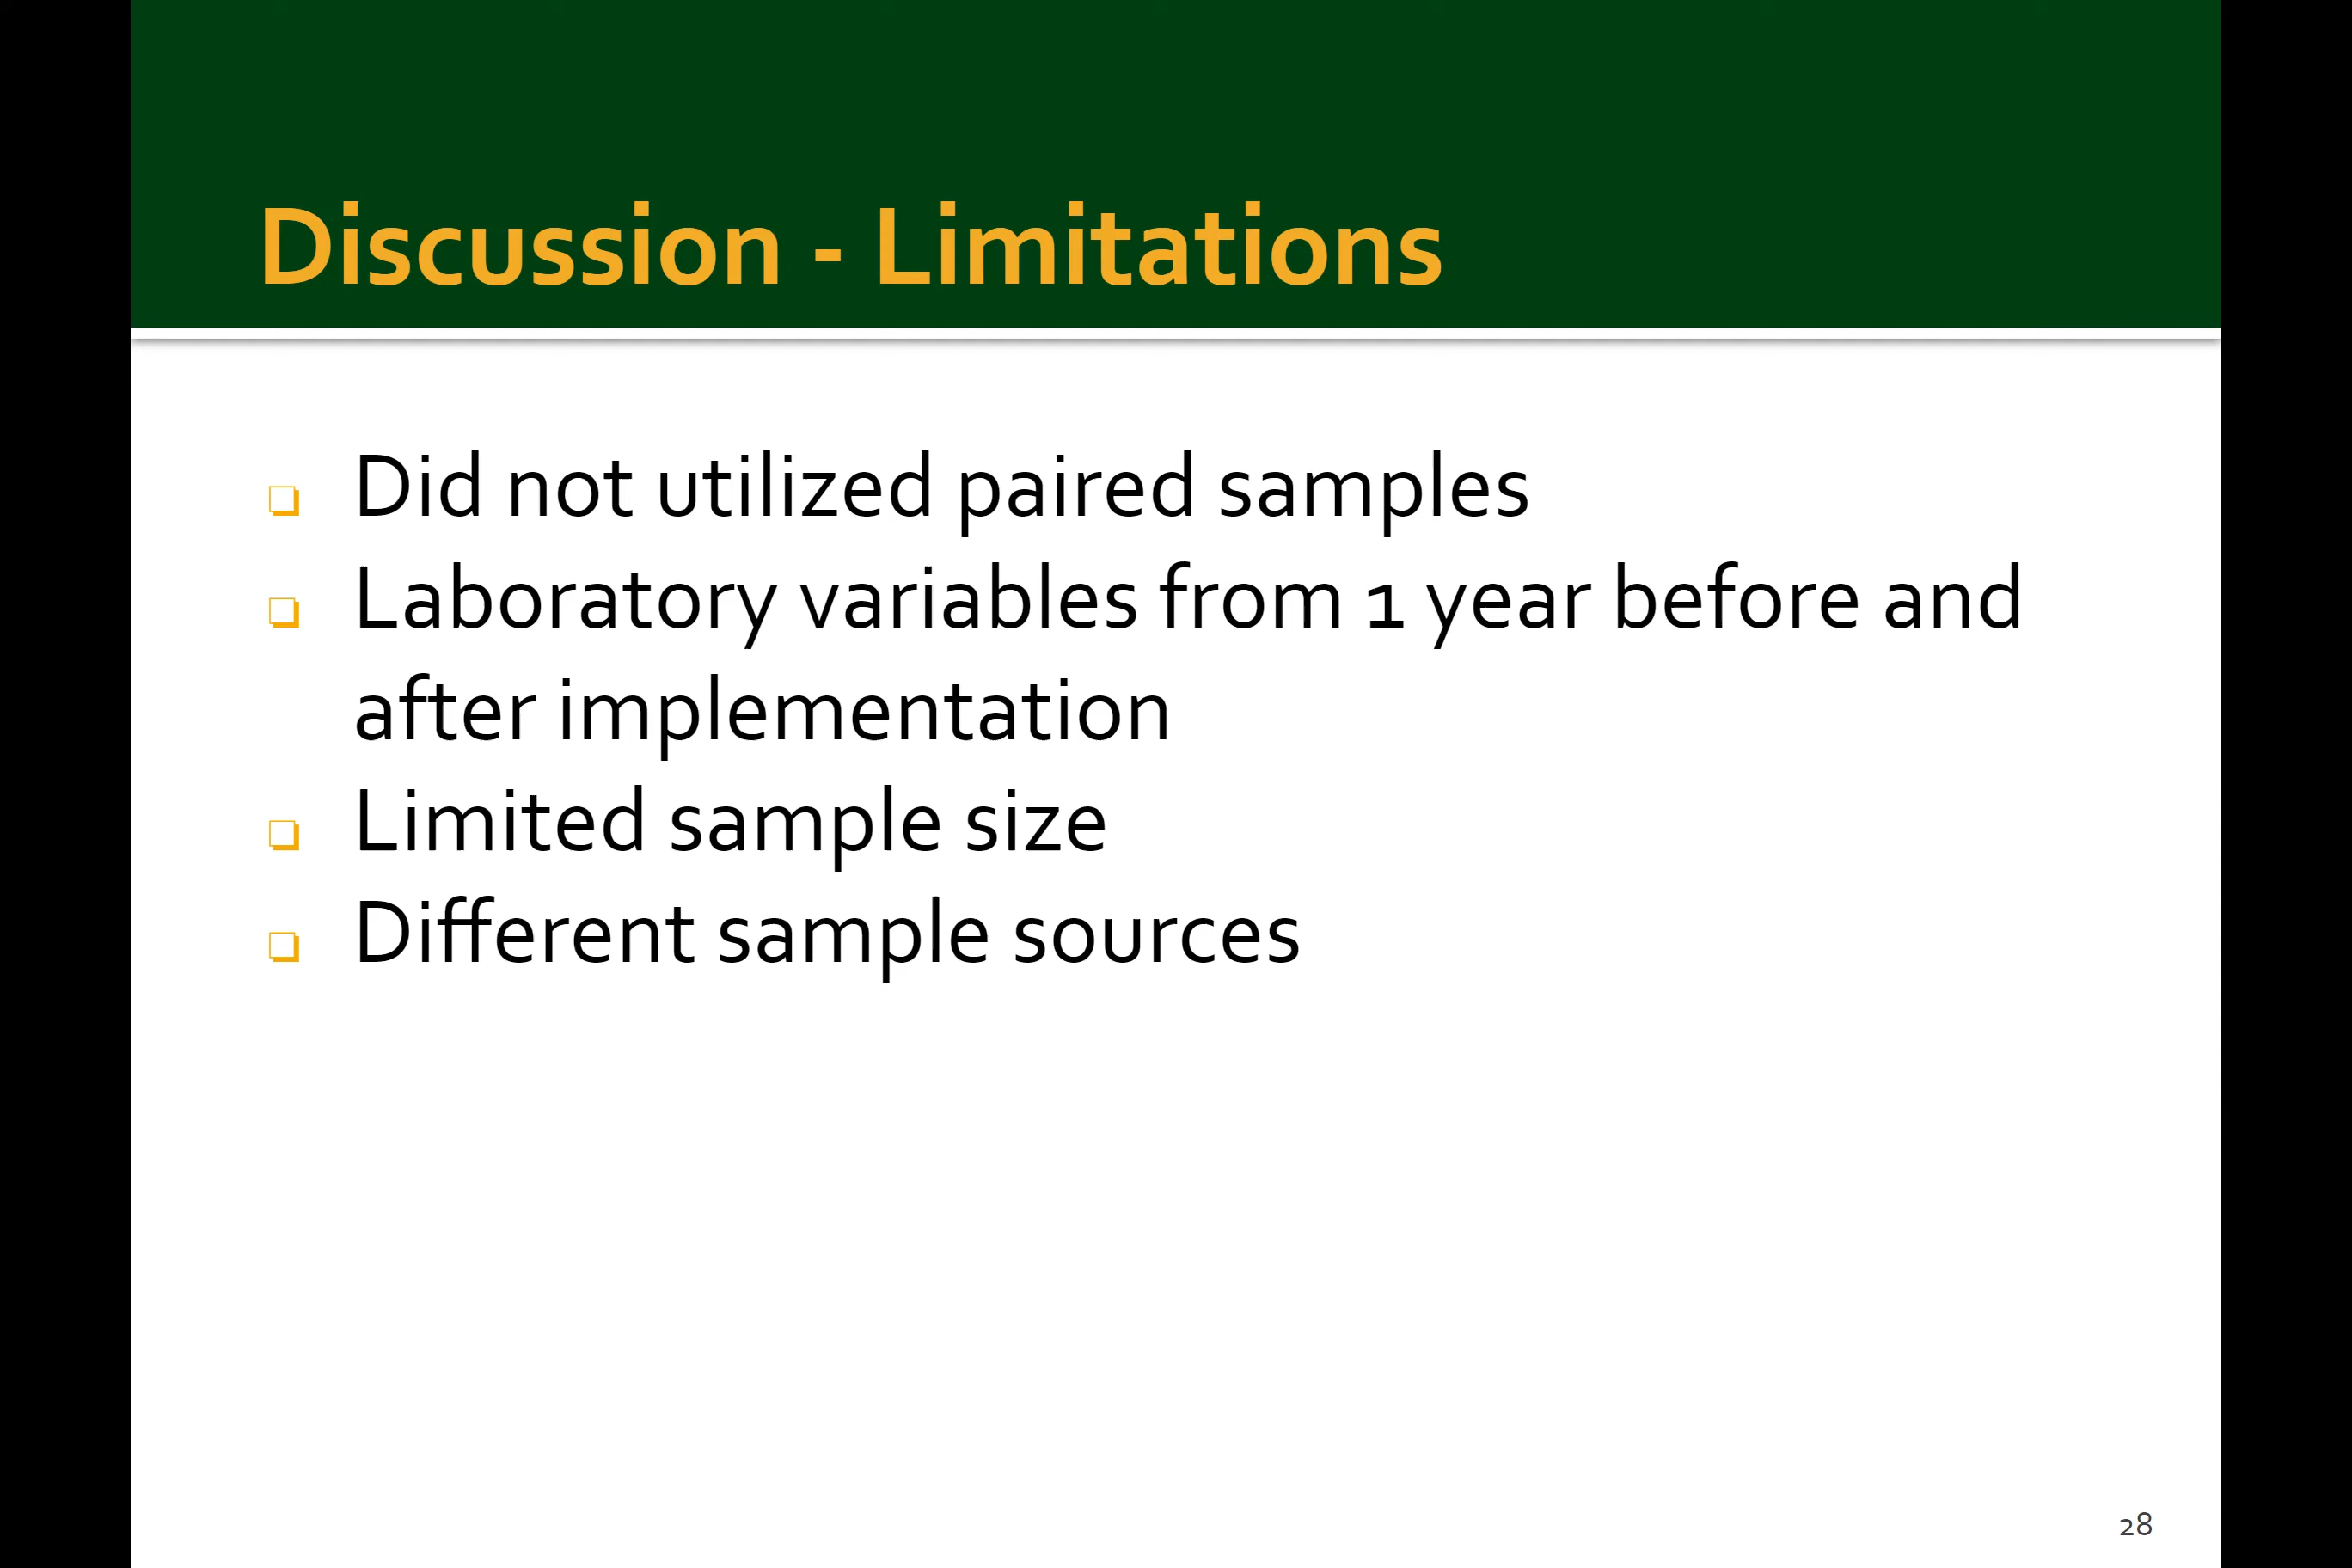 Discussion - Limitations
Did not utilized paired samples
Laboratory variables from 1 year before and
after implementation
Limited sample size
Different sample sources
28